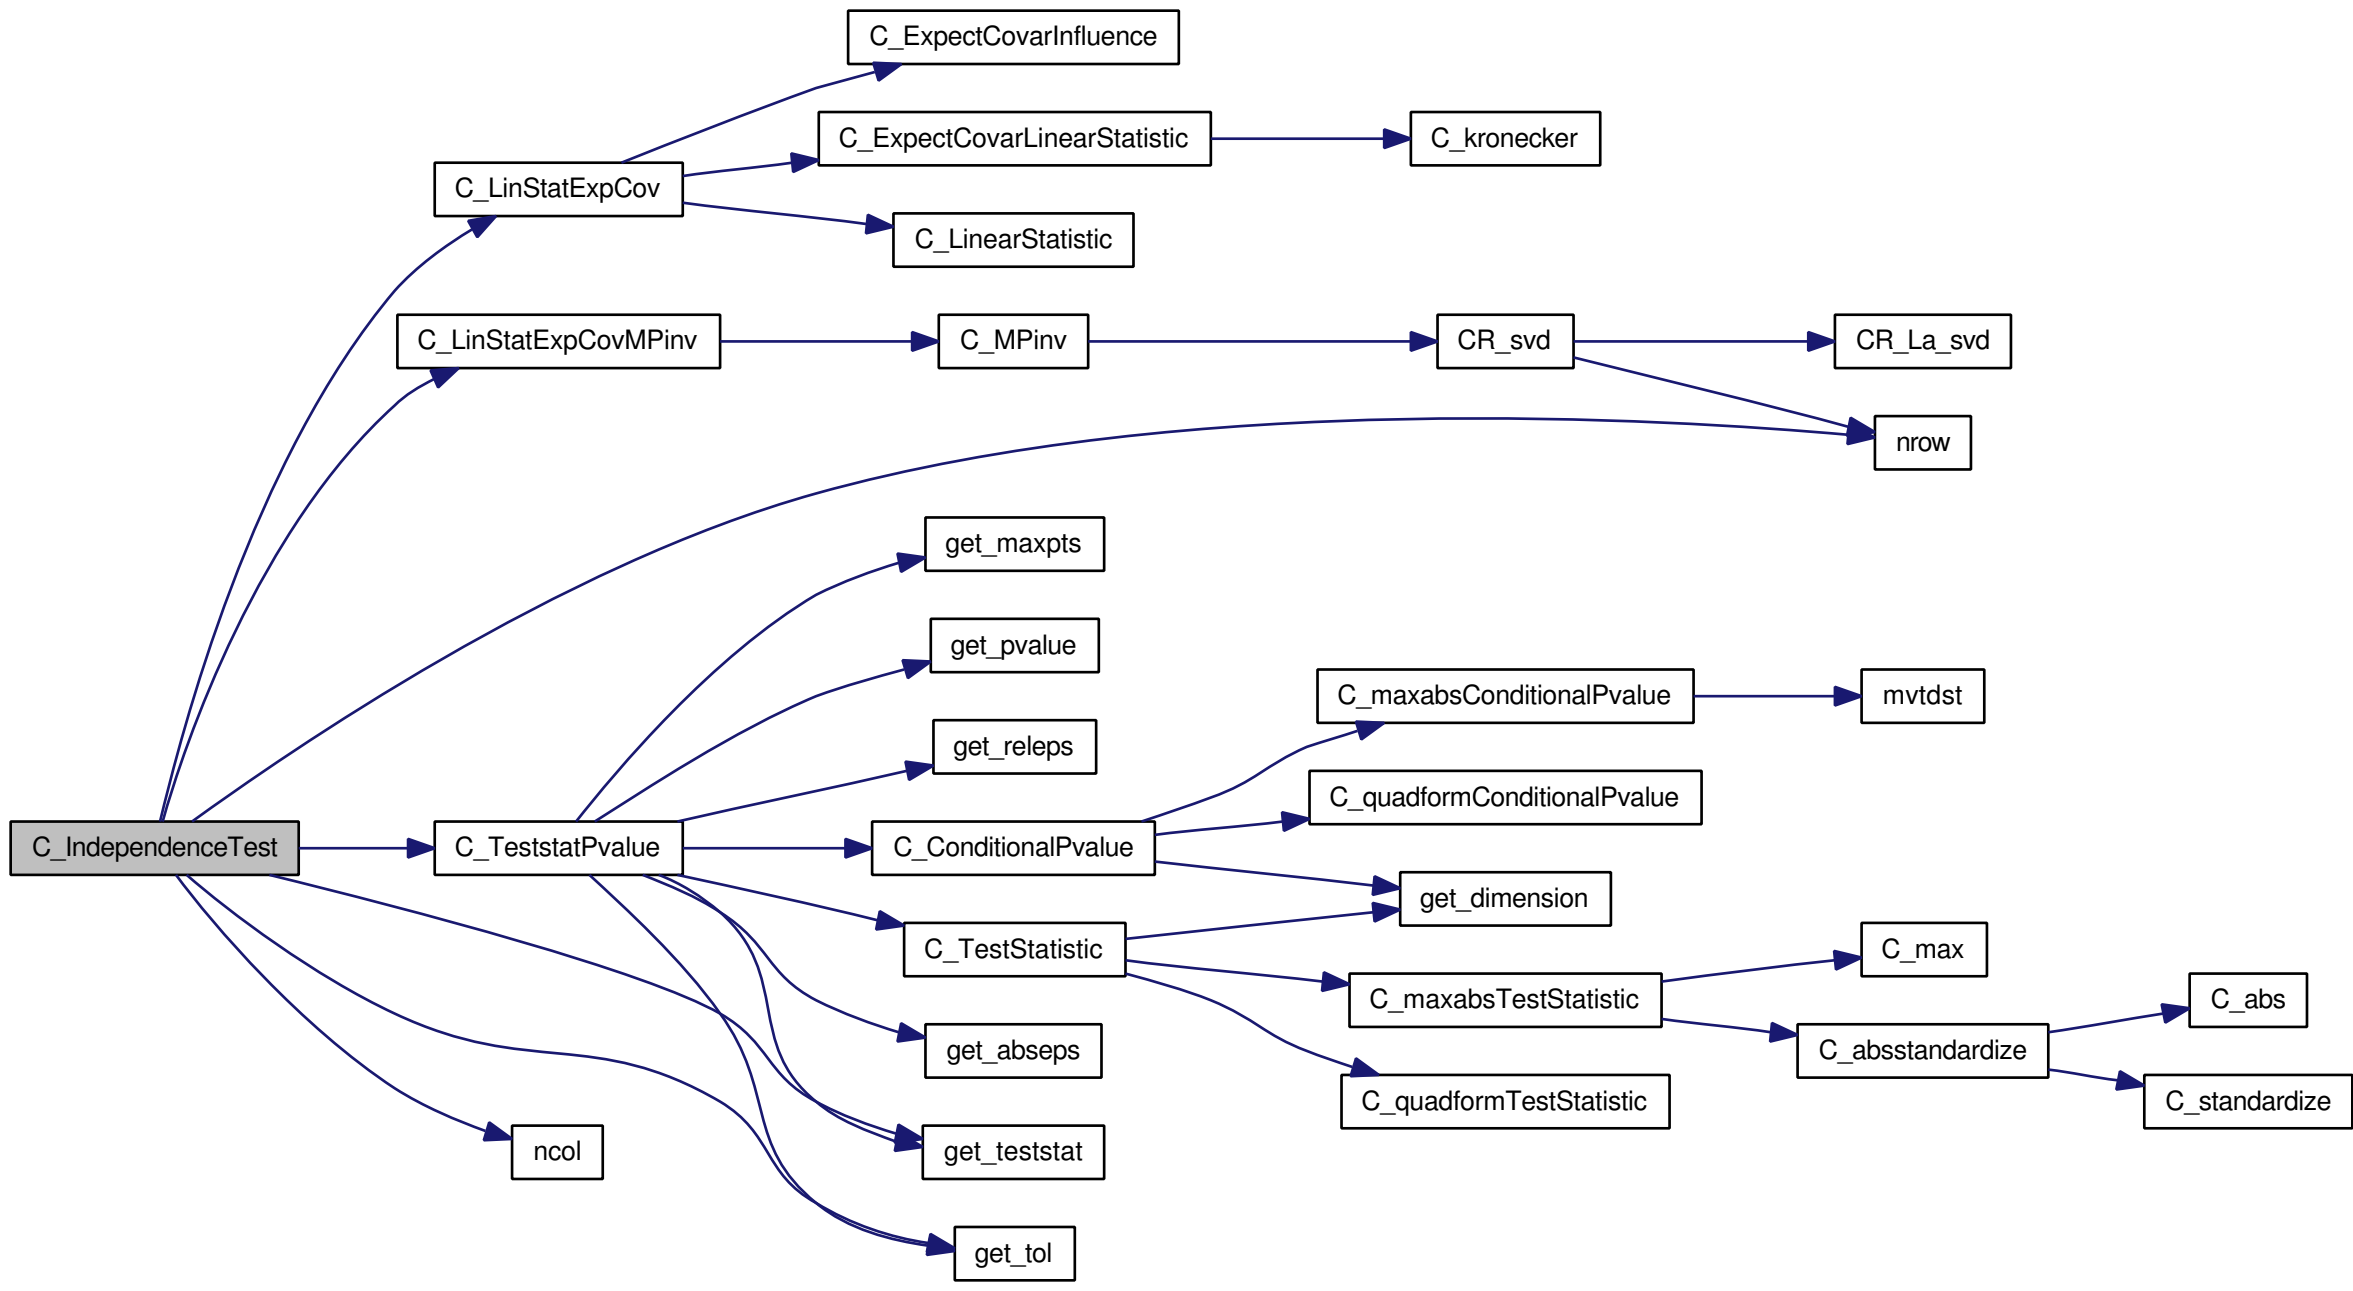 C_ExpectCovarInfluence
C_ExpectCovarLinearStatistic
C_kronecker
C_LinStatExpCov
C_LinearStatistic
C_LinStatExpCovMPinv
C_MPinv
CR_svd
CR_La_svd
nrow
get_maxpts
get_pvalue
C_maxabsConditionalPvalue
mvtdst
get_releps
C_quadformConditionalPvalue
C_IndependenceTest
C_TeststatPvalue
C_ConditionalPvalue
get_dimension
C_TestStatistic
C_max
C_maxabsTestStatistic
C_abs
get_abseps
C_absstandardize
C_quadformTestStatistic
C_standardize
ncol
get_teststat
get_tol